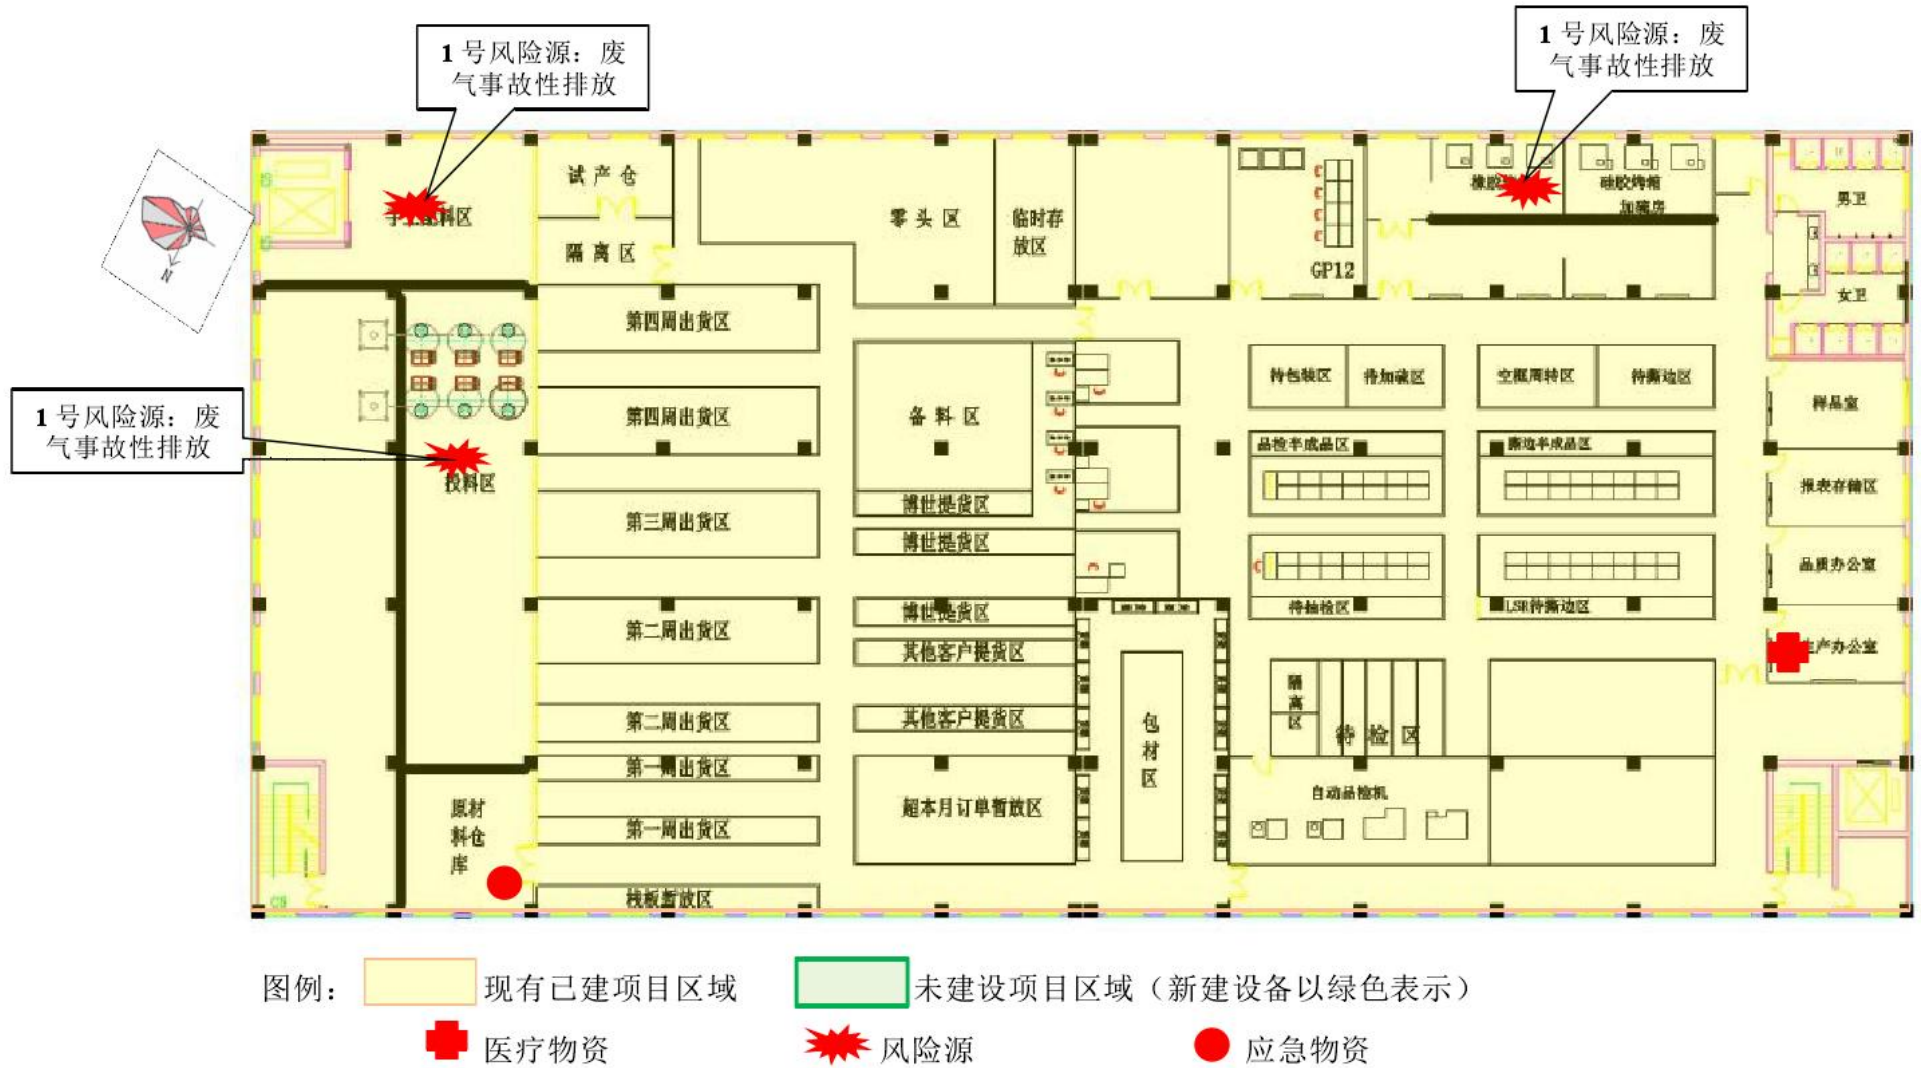 1 号风险源：废
气事故性排放
1 号风险源：废
气事故性排放
试产仓
隔离区
零头区
临时存
放区
GP12
硅胶烤箱
加硫房
男卫
女卫
N
1 号风险源：废
气事故性排放
投料区
第四周出货区
第四周出货区
第三周出货区
第二周出货区
第二周出货区
第一周出货区
第一周出货区
栈板暂放区
原材
料仓
库
备料区
博世提货区
博世提货区
博世提货区
其他客户提货区
其他客户提货区
超本月订单暂放区
包
材
区
待包装区
待加硫区
空框周转区
待撕边区
品检半成品区
撕边半成品区
待抽检区
LSR待撕边区
隔
离
区
待检区
自动品检机
样品室
报表存储区
品质办公室
生产办公室
图例：
现有已建项目区域
未建设项目区域（新建设备以绿色表示）
医疗物资
风险源
应急物资